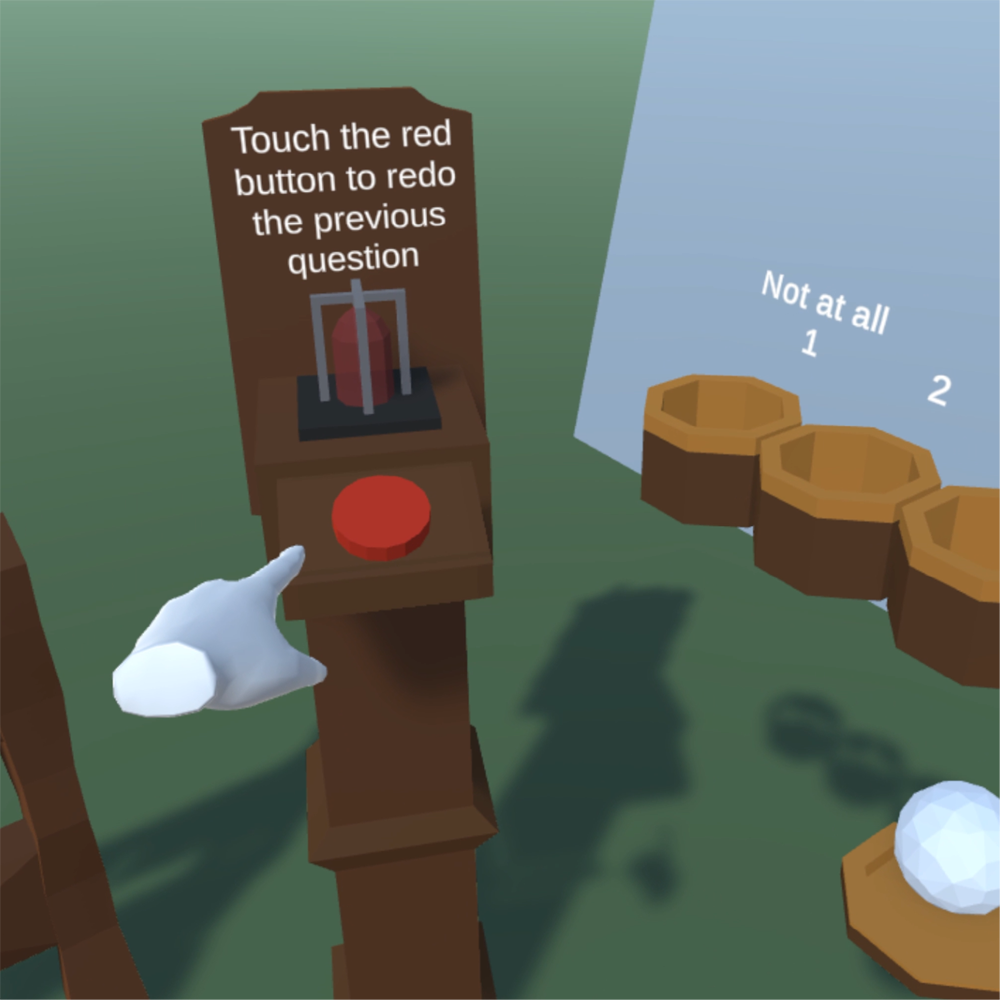 Touch the red
button to redo
the previous
question
Not at all
1
2